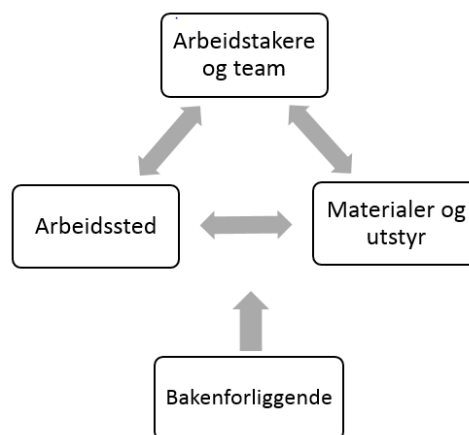 Arbeidstakere
og team
Arbeidssted
Materialer og
utstyr
Bakenforliggende